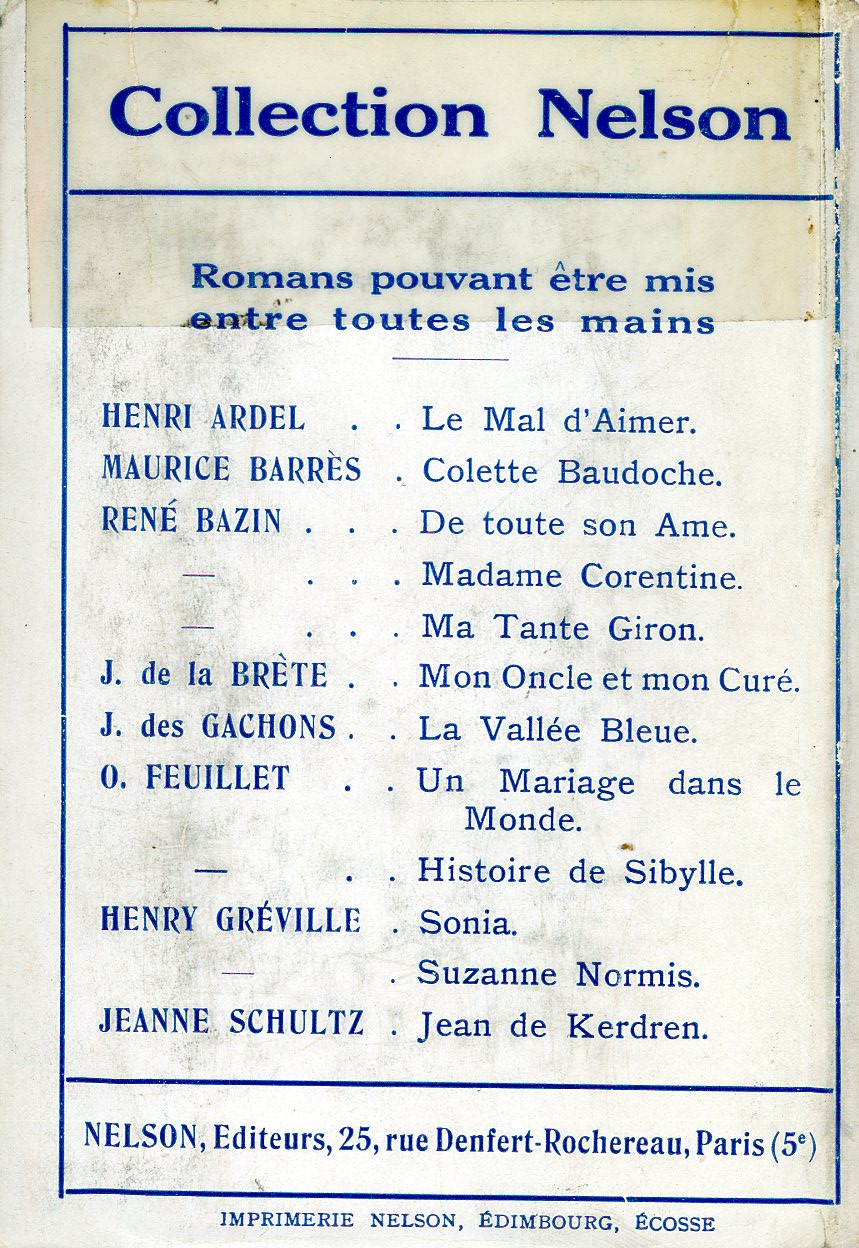 Collection Nelson
Romans pouvant être mis
entre toutes les mains
HENRI ARDEL . . Le Mal d'Aimer.
MAURICE BARRÈS . Colette Baudoche.
RENÉ BAZIN . . . De toute son Ame.
— . . . Madame Corentine.
— . . . Ma Tante Giron.
J. de la BRÈTE . . Mon Oncle et mon Curé.
J. des GACHONS . . La Vallée Bleue.
O. FEUILLET . . Un Mariage dans le
Monde.
— . . Histoire de Sibylle.
HENRY GRÉVILLE . Sonia.
— . Suzanne Normis.
JEANNE SCHULTZ . Jean de Kerdren.
NELSON, Editeurs, 25, rue Denfert-Rochereau, Paris (5e)
IMPRIMERIE NELSON, ÉDIMBOURG, ÉCOSSE